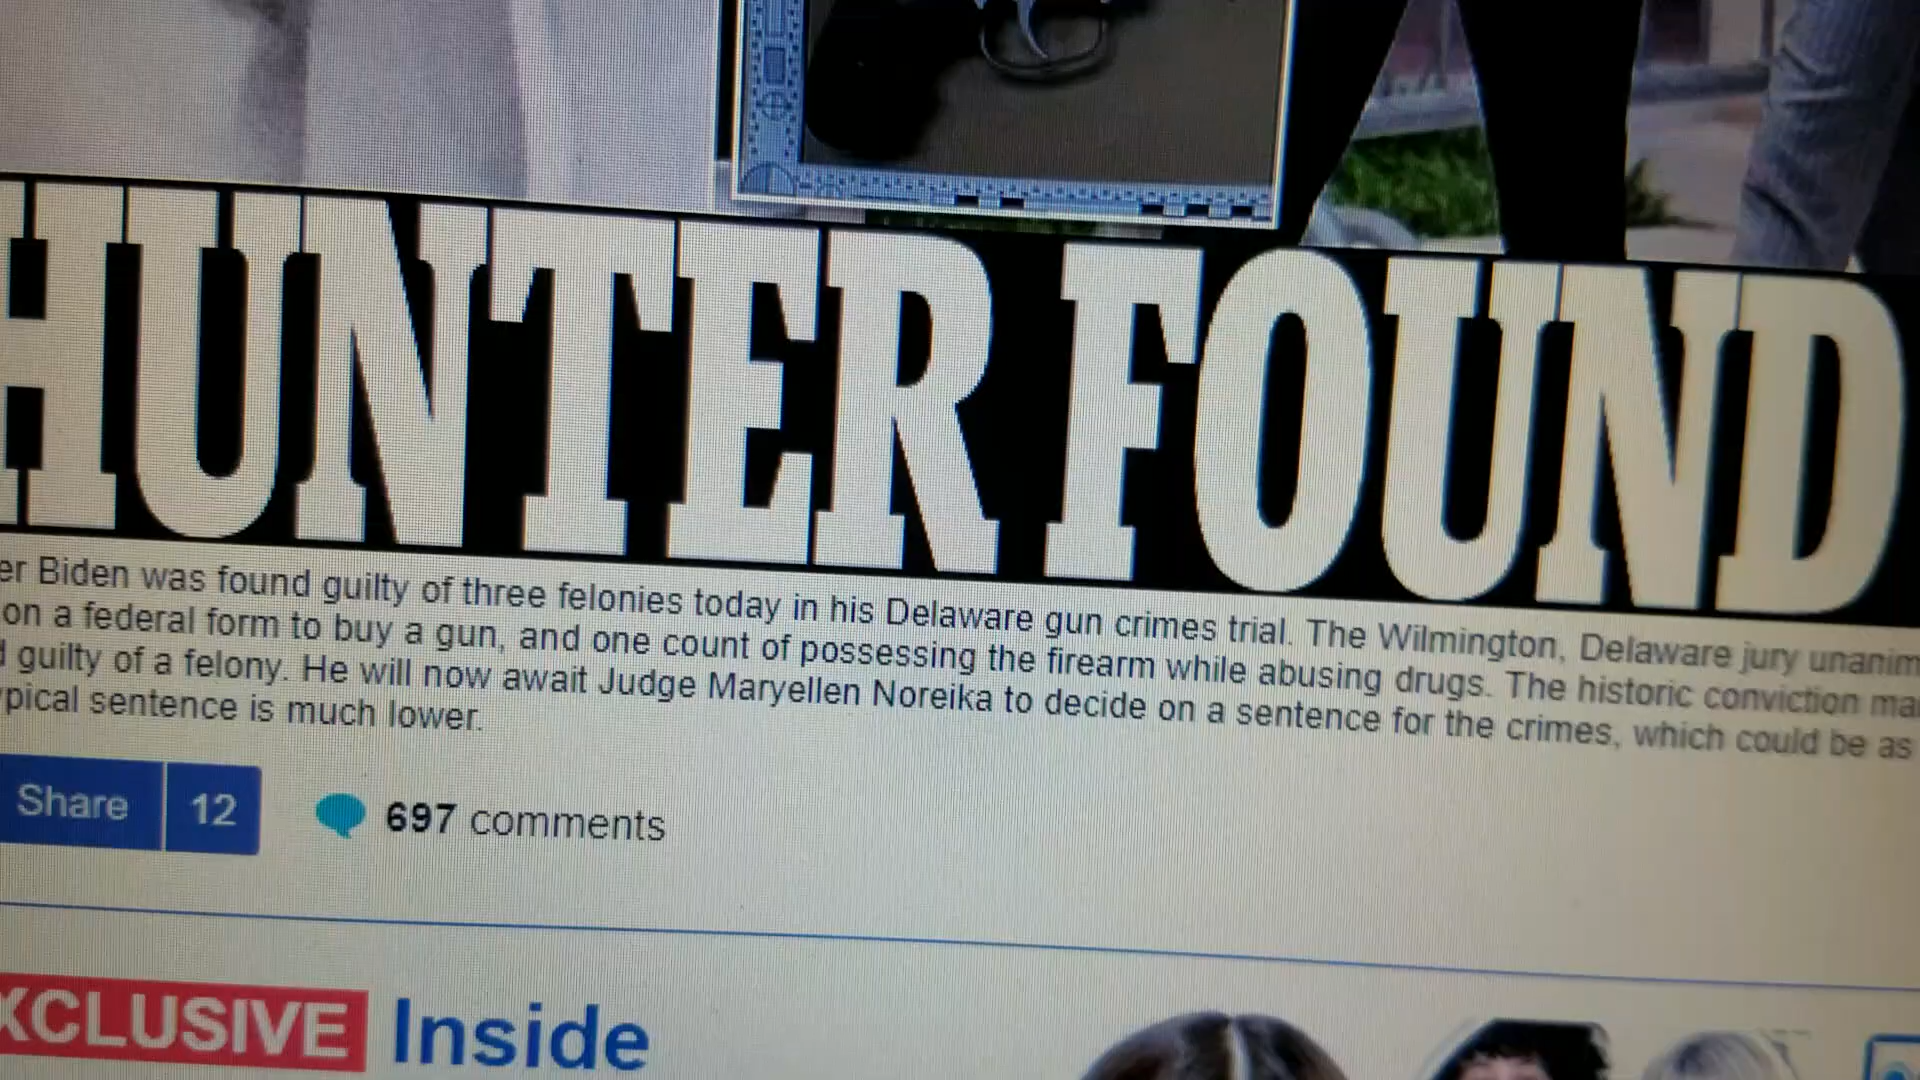 HUNTER FOUND
er Biden was found guilty of three felonies today in his Delaware gun crimes trial. The Wilmington, Delaware jury unanim
on a federal form to buy a gun, and one count of possessing the firearm while abusing drugs. The historic conviction ma
guilty of a felony. He will now await Judge Maryellen Noreika to decide on a sentence for the crimes, which could be as
ypical sentence is much lower.
Share 12
697 comments
XCLUSIVE Inside